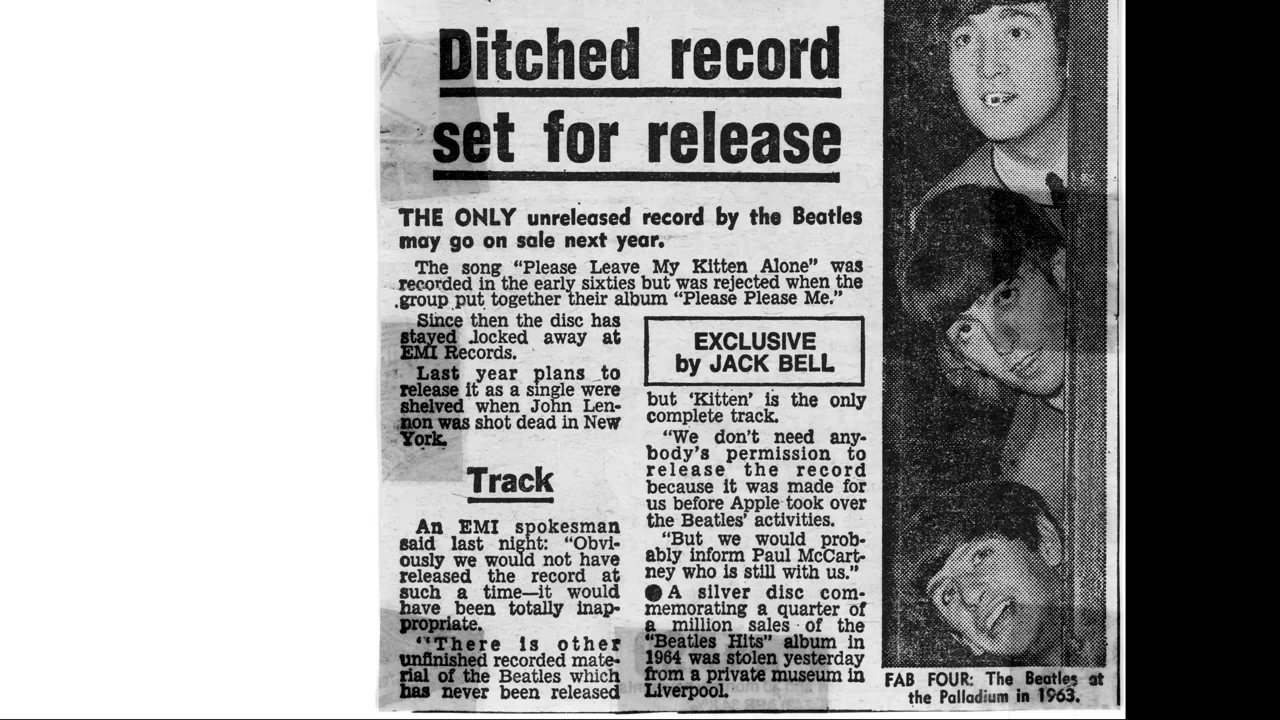 Ditched record
set for release
THE ONLY unreleased record by the Beatles
may go on sale next year.
The song "Please Leave My Kitten Alone" was
recorded in the early sixties but was rejected when the
group put together their album "Please Please Me."
Since then the disc has
stayed locked away at
EMI Records.
Last year plans to
release it as a single were
shelved when John Len-
non was shot dead in New
York.
Track
An EMI spokesman
said last night: "Obvi-
ously we would not have
released the record at
such a time—it would
have been totally inap-
propriate.
"There is other
unfinished recorded mate-
rial of the Beatles which
has never been released
EXCLUSIVE
by JACK BELL
but 'Kitten' is the only
complete track.
"We don't need any-
body's permission to
release the record
because it was made for
us before Apple took over
the Beatles' activities.
"But we would prob-
ably inform Paul McCart-
ney who is still with us."
●A silver disc com-
memorating a quarter of
a million sales of the
"Beatles Hits" album in
1964 was stolen yesterday
from a private museum in
Liverpool.
FAB FOUR: The Beatles at
the Palladium in 1963.